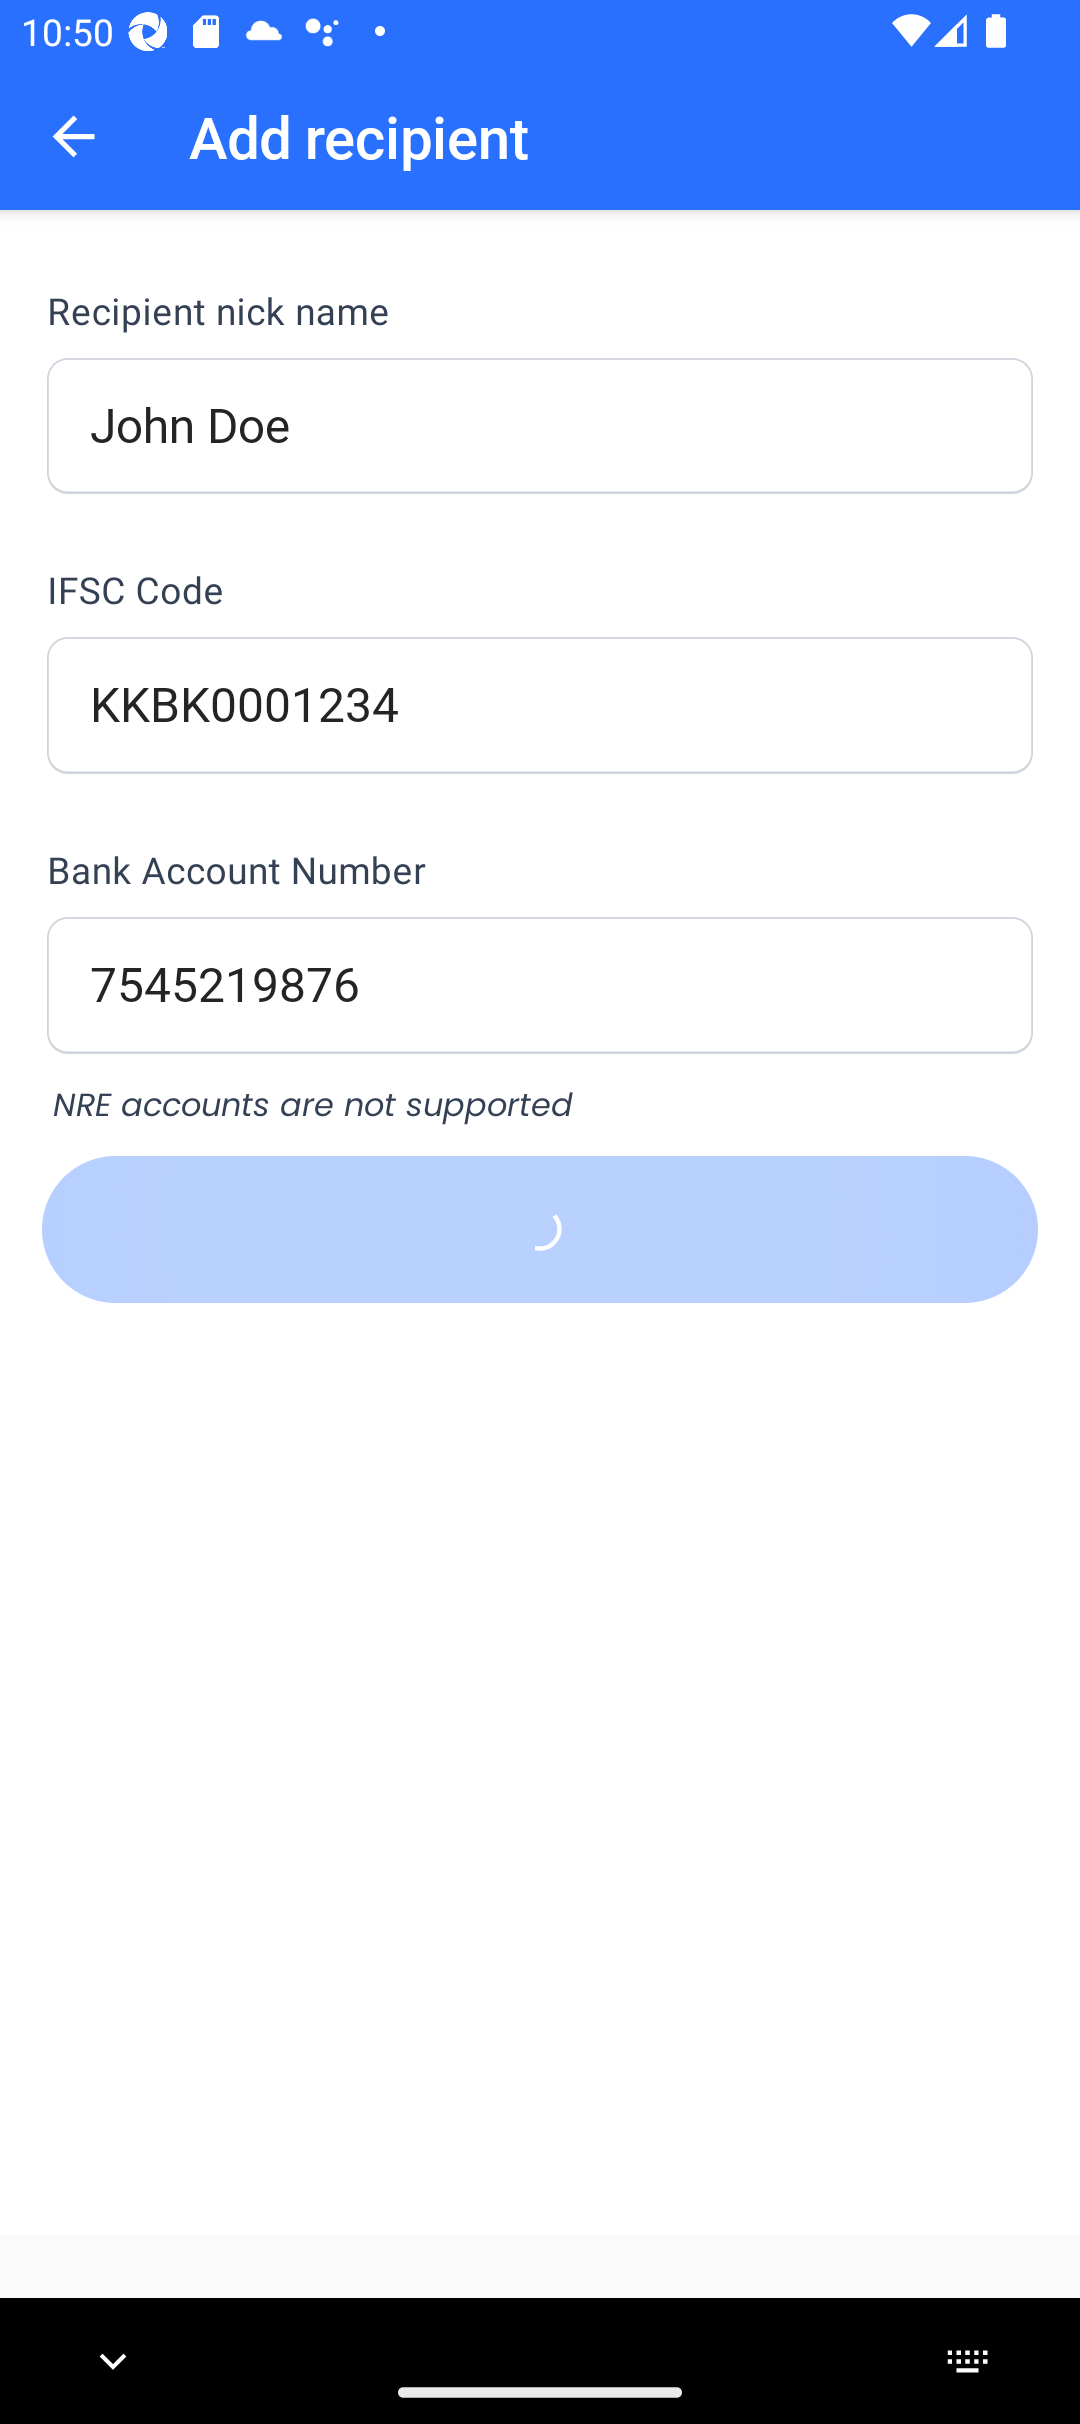 10:50
Add recipient
Recipient nick name
John Doe
IFSC Code
KKBK0001234
Bank Account Number
7545219876
NRE accounts are not supported